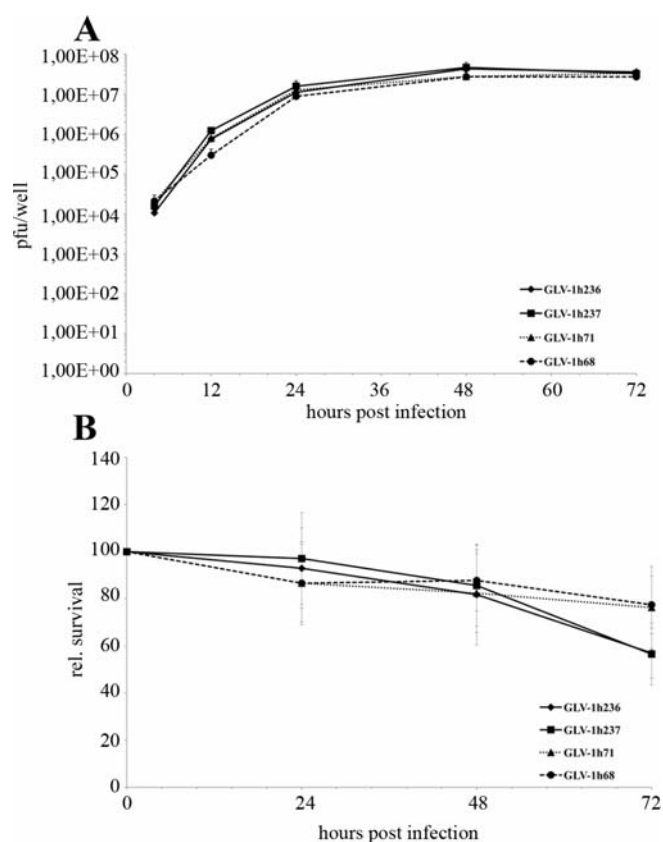 A
1,00E+08
1,00E+07
1,00E+06
1,00E+05
1,00E+04
1,00E+03
1,00E+02
1,00E+01
1,00E+00
pfu/well
0 12 24 36 48 60 72
hours post infection
GLV-1h236
GLV-1h237
GLV-1h71
GLV-1h68
B
140
120
100
80
60
40
20
0
rel. survival
0 24 48 72
hours post infection
GLV-1h236
GLV-1h237
GLV-1h71
GLV-1h68